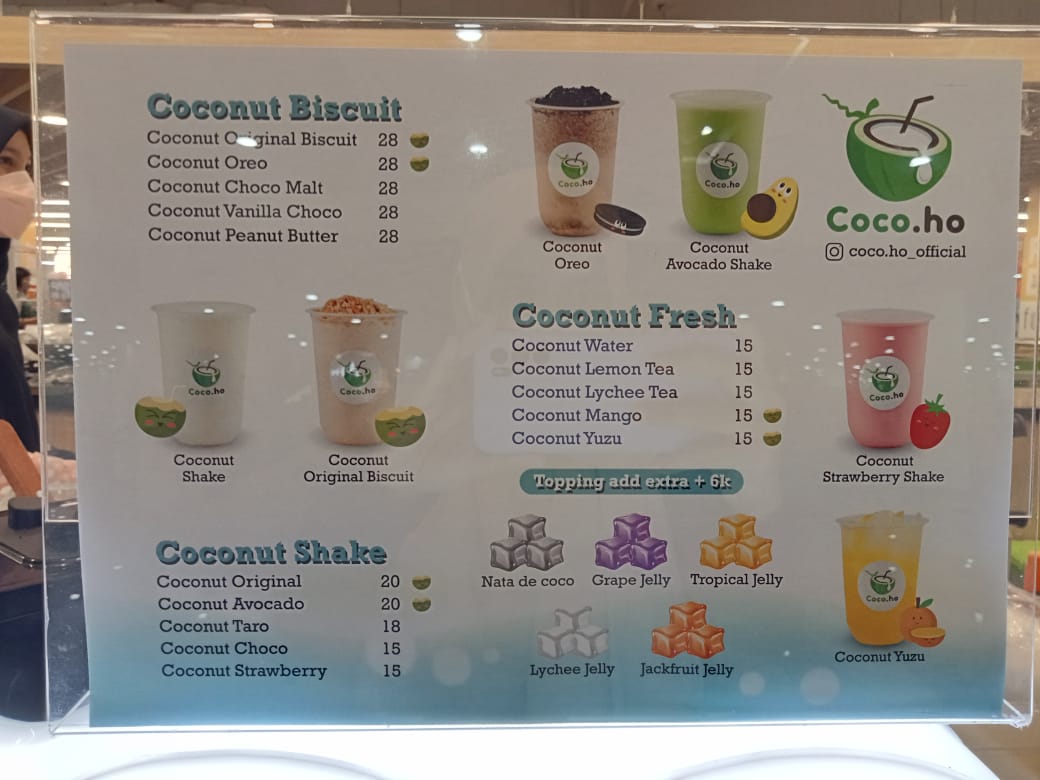 Coconut Biscuit
Coconut Original Biscuit 28
Coconut Oreo 28
Coconut Choco Malt 28
Coconut Vanilla Choco 28
Coconut Peanut Butter 28
Coco.ho
Coconut
Oreo
Coco.ho
Coconut
Avocado Shake
Coco.ho
coco.ho_official
Coco.ho
Coconut
Shake
Coco.ho
Coconut
Original Biscuit
Coconut Fresh
Coconut Water 15
Coconut Lemon Tea 15
Coconut Lychee Tea 15
Coconut Mango 15
Coconut Yuzu 15
Coco.ho
Coconut
Strawberry Shake
Topping add extra + 6k
Nata de coco
Grape Jelly
Tropical Jelly
Lychee Jelly
Jackfruit Jelly
Coconut Shake
Coconut Original 20
Coconut Avocado 20
Coconut Taro 18
Coconut Choco 15
Coconut Strawberry 15
Coco.ho
Coconut Yuzu